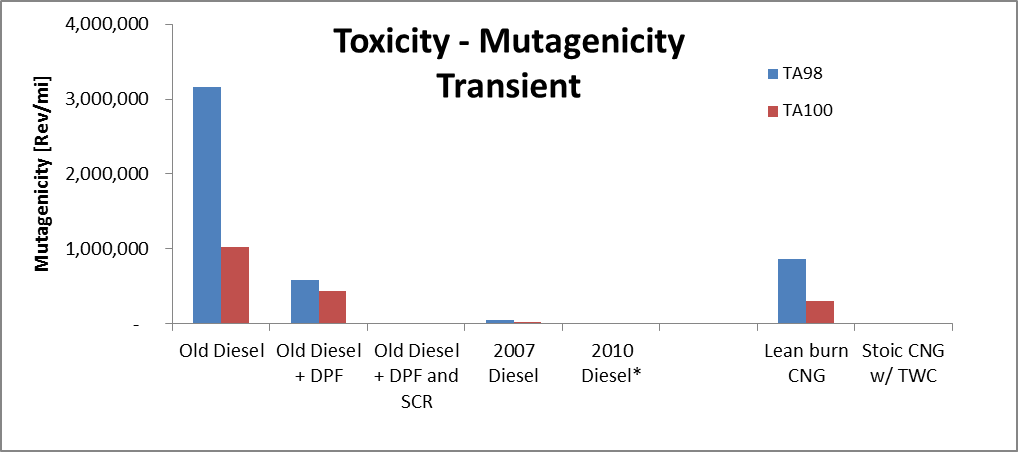 Toxicity - Mutagenicity
Transient
Mutagenicity [Rev/mi]
4,000,000
3,000,000
2,000,000
1,000,000
-
TA98
TA100
Old Diesel
Old Diesel
+ DPF
Old Diesel
+ DPF and
SCR
2007
Diesel
2010
Diesel*
Lean burn
CNG
Stoic CNG
w/ TWC